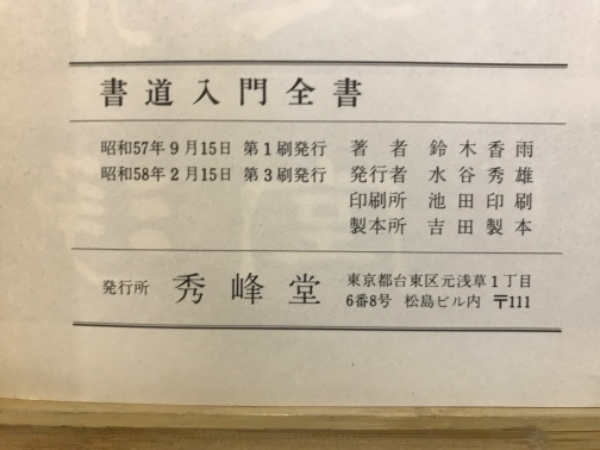 書道入門全書
昭和57年9月15日 第1刷発行
昭和58年2月15日 第3刷発行
著者 鈴木香雨
発行者 水谷秀雄
印刷所 池田印刷
製本所 吉田製本
発行所 秀峰堂
東京都台東区元浅草1丁目
6番8号 松島ビル内 〒111